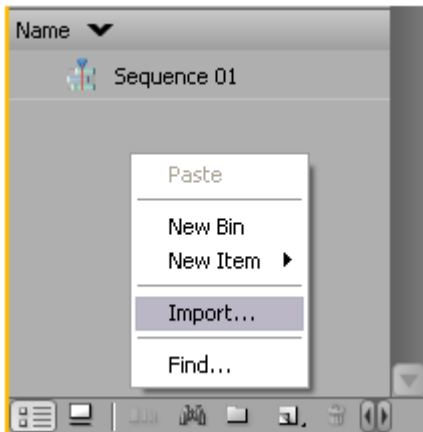 Name
Sequence 01
Paste
New Bin
New Item
Import...
Find...